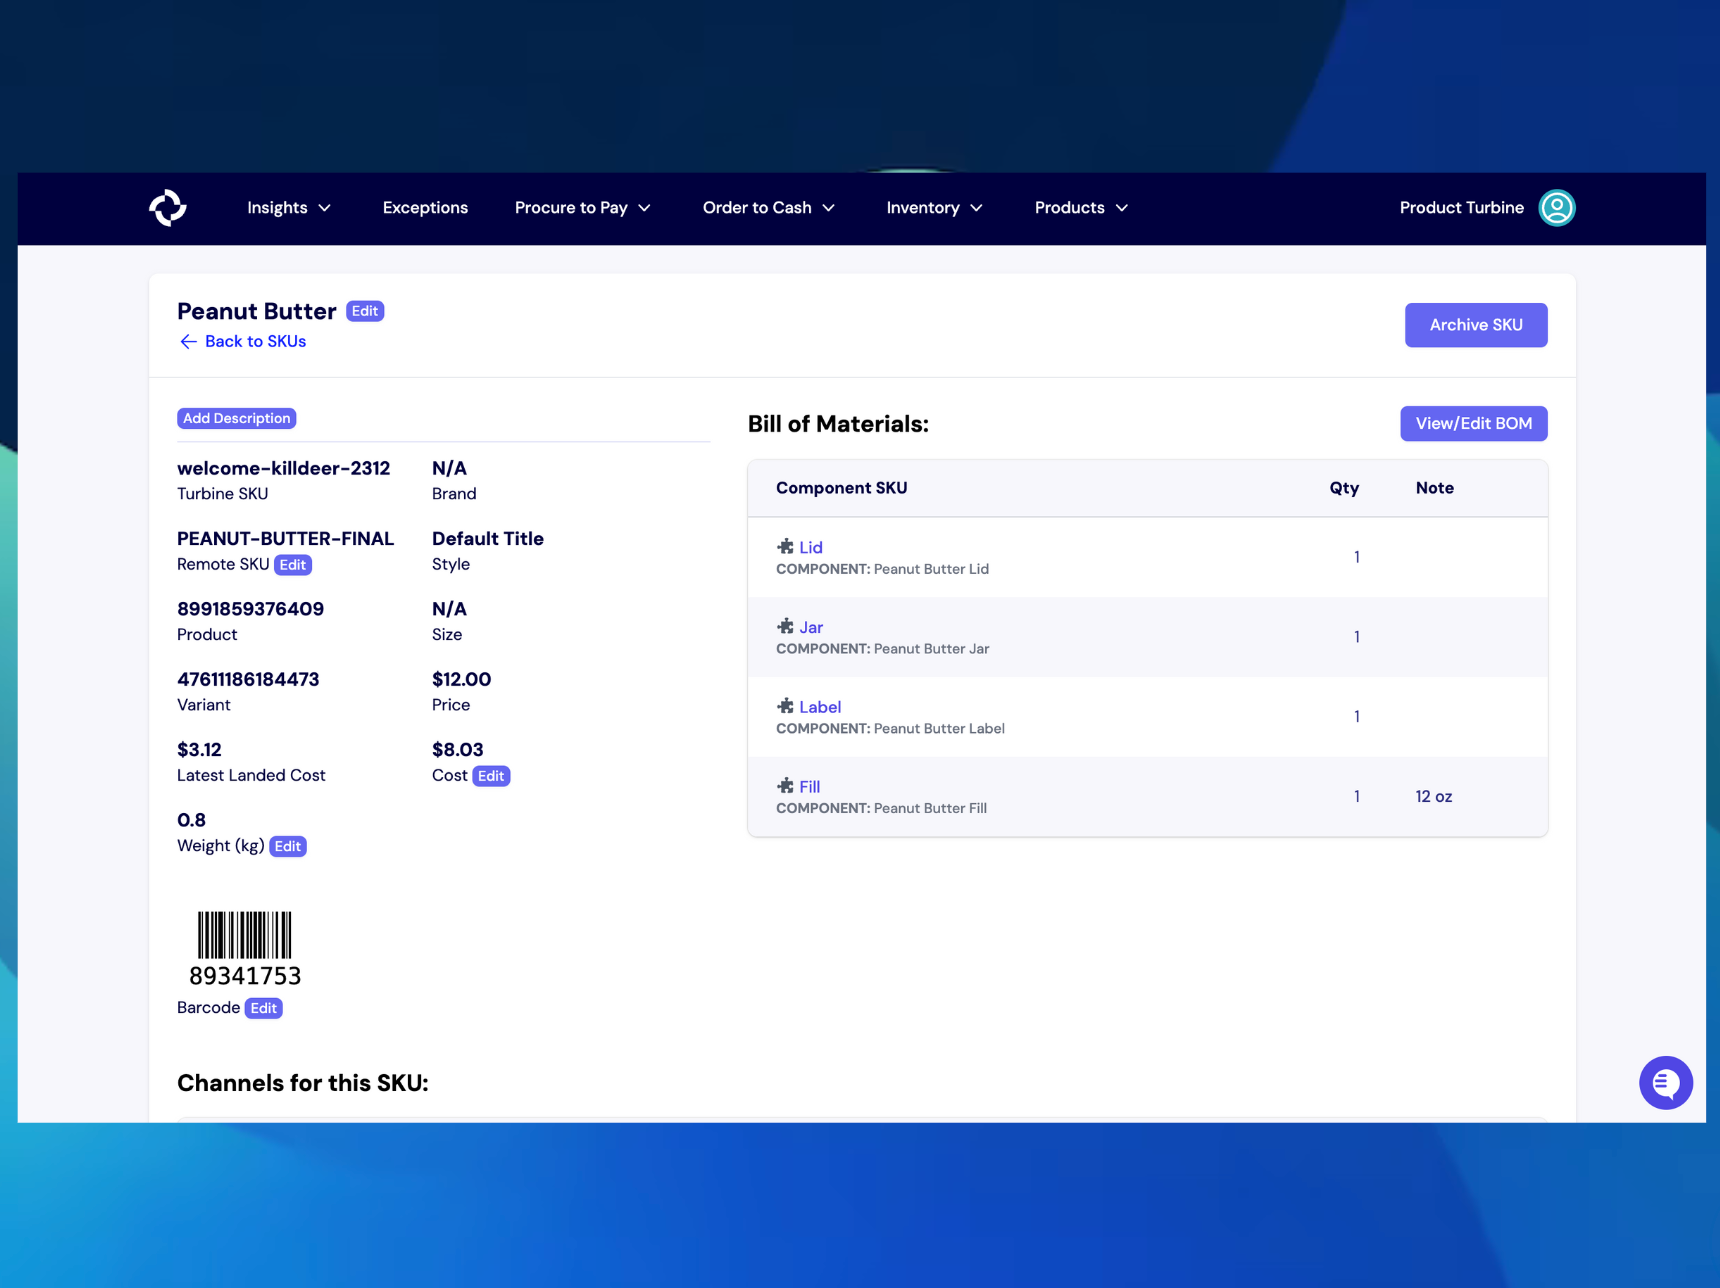 Insights Exceptions Procure to Pay Order to Cash Inventory Products Product Turbine
Peanut Butter Edit
Back to SKUs
Archive SKU
Add Description
welcome-killdeer-2312 N/A
Turbine SKU Brand
PEANUT-BUTTER-FINAL Default Title
Remote SKU Edit Style
8991859376409 N/A
Product Size
47611186184473 $12.00
Variant Price
$3.12 $8.03
Latest Landed Cost Cost Edit
0.8
Weight (kg) Edit
89341753
Barcode Edit
Bill of Materials: View/Edit BOM
Component SKU Qty Note
Lid
COMPONENT: Peanut Butter Lid 1
Jar
COMPONENT: Peanut Butter Jar 1
Label
COMPONENT: Peanut Butter Label 1
Fill
COMPONENT: Peanut Butter Fill 1 12 oz
Channels for this SKU: